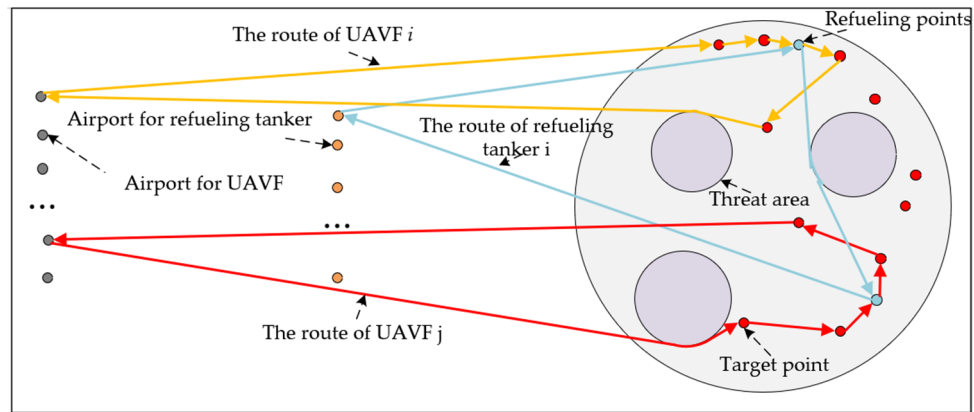 Refueling points
The route of UAVF i
Airport for refueling tanker
The route of refueling
tanker i
Airport for UAVF
Threat area
...
...
The route of UAVF j
Target point